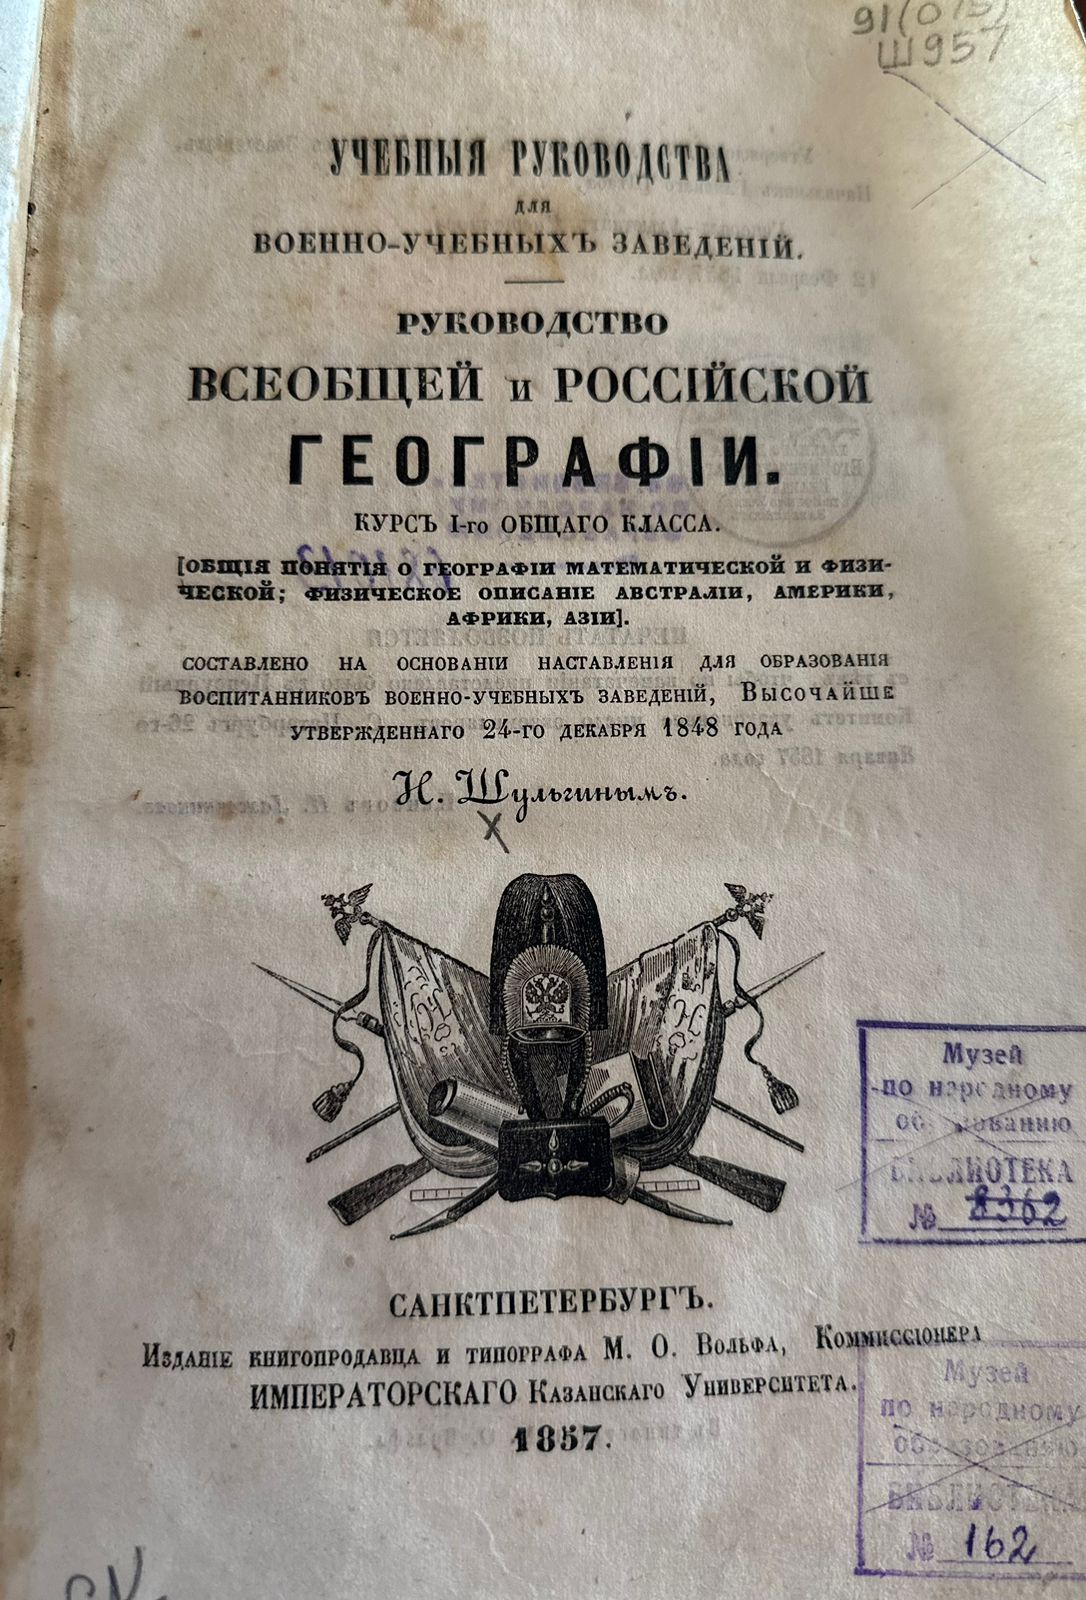 91(075)
Ш957
УЧЕБНЫЯ РУКОВОДСТВА
ДЛЯ
ВОЕННО-УЧЕБНЫХЪ ЗАВЕДЕНІЙ.
РУКОВОДСТВО
ВСЕОБЩЕЙ и РОССІЙСКОЙ
ГЕОГРАФІИ.
КУРСЪ I-го ОБЩАГО КЛАССА.
[ОБЩІЯ ПОНЯТІЯ О ГЕОГРАФІИ МАТЕМАТИЧЕСКОЙ И ФИЗИ-
ЧЕСКОЙ; ФИЗИЧЕСКОЕ ОПИСАНІЕ АВСТРАЛІИ, АМЕРИКИ,
АФРИКИ, АЗІИ].
СОСТАВЛЕНО НА ОСНОВАНІИ НАСТАВЛЕНІЯ ДЛЯ ОБРАЗОВАНІЯ
ВОСПИТАННИКОВЪ ВОЕННО-УЧЕБНЫХЪ ЗАВЕДЕНІЙ, ВЫСОЧАЙШЕ
УТВЕРЖДЕННАГО 24-ГО ДЕКАБРЯ 1848 ГОДА
Н. Шульгинымъ.
Музей
по народному
образованию
БИБЛИОТЕКА
№ 8362
САНКТПЕТЕРБУРГЪ.
ИЗДАНІЕ КНИГОПРОДАВЦА И ТИПОГРАФА М. О. ВОЛЬФА, КОММИССІОНЕРА
ИМПЕРАТОРСКАГО КАЗАНСКАГО УНИВЕРСИТЕТА.
1857.
Музей
по народному
образованию
БИБЛИОТЕКА
№ 162